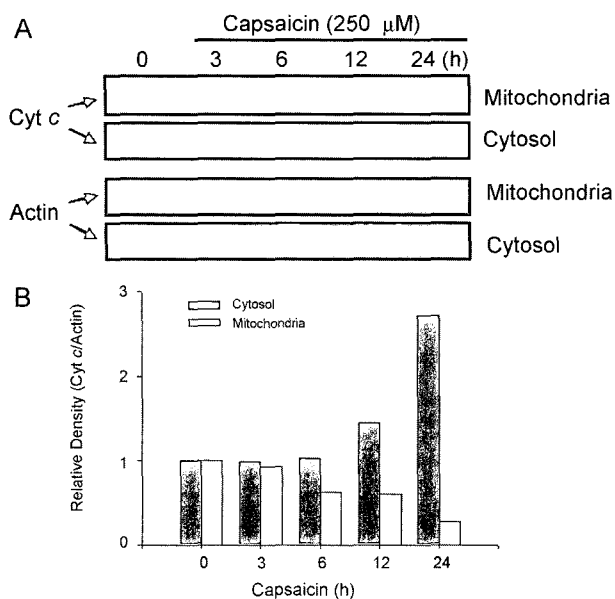 A
Capsaicin (250 μM)
0 3 6 12 24 (h)
Cyt c
Mitochondria
Cytosol
Actin
Mitochondria
Cytosol
B
Relative Density (Cyt c/Actin)
3
2
1
0
Cytosol
Mitochondria
0 3 6 12 24
Capsaicin (h)